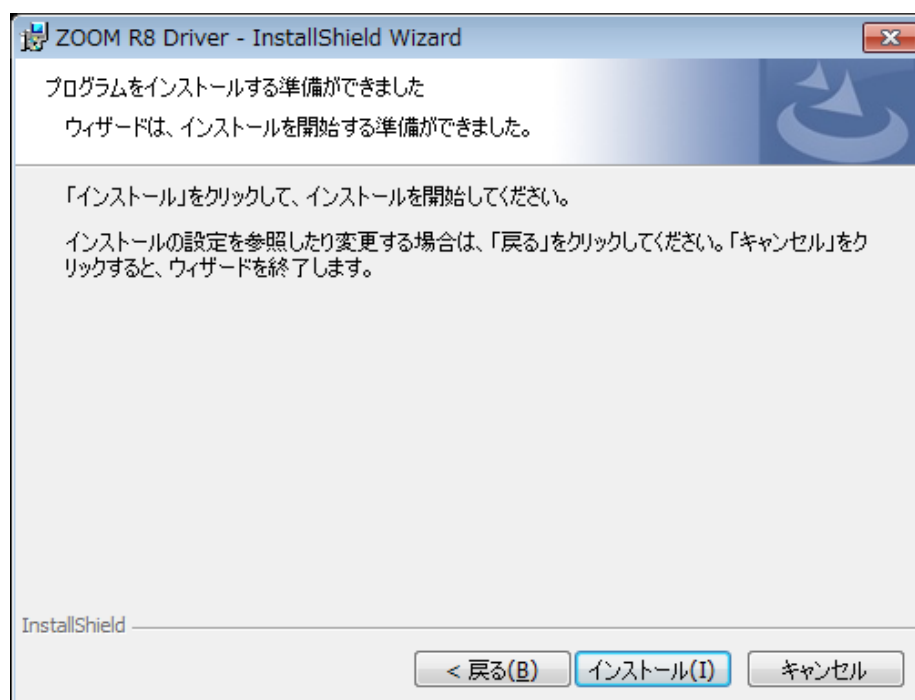 ZOOM R8 Driver - InstallShield Wizard
プログラムをインストールする準備ができました
ウィザードは、インストールを開始する準備ができました。
「インストール」をクリックして、インストールを開始してください。
インストールの設定を参照したり変更する場合は、「戻る」をクリックしてください。「キャンセル」をク
リックすると、ウィザードを終了します。
InstallShield
< 戻る(B)
インストール(I)
キャンセル